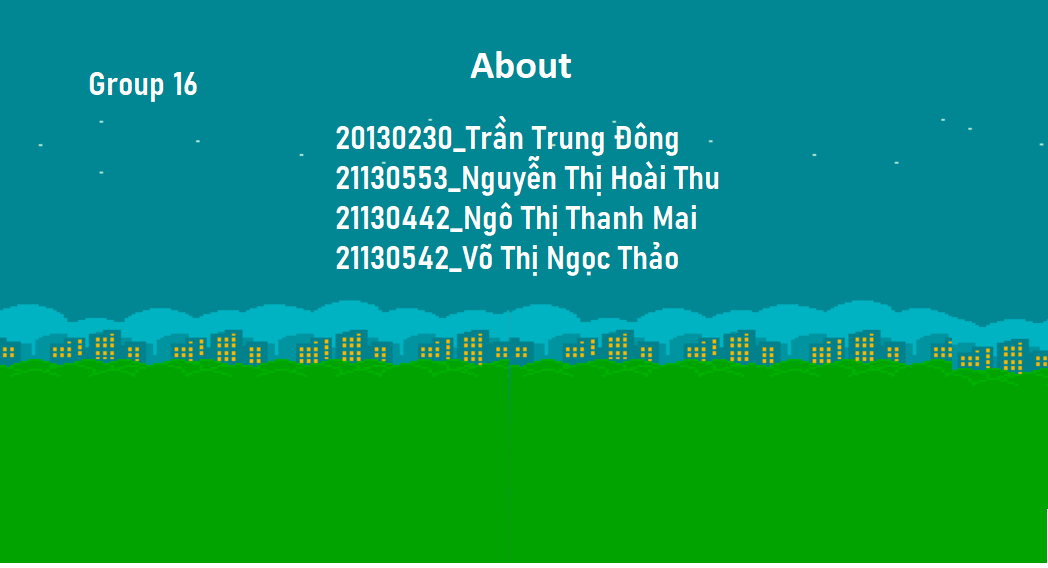 About
Group 16
20130230_Trần Trung Đông
21130553_Nguyễn Thị Hoài Thu
21130442_Ngô Thị Thanh Mai
21130542_Võ Thị Ngọc Thảo